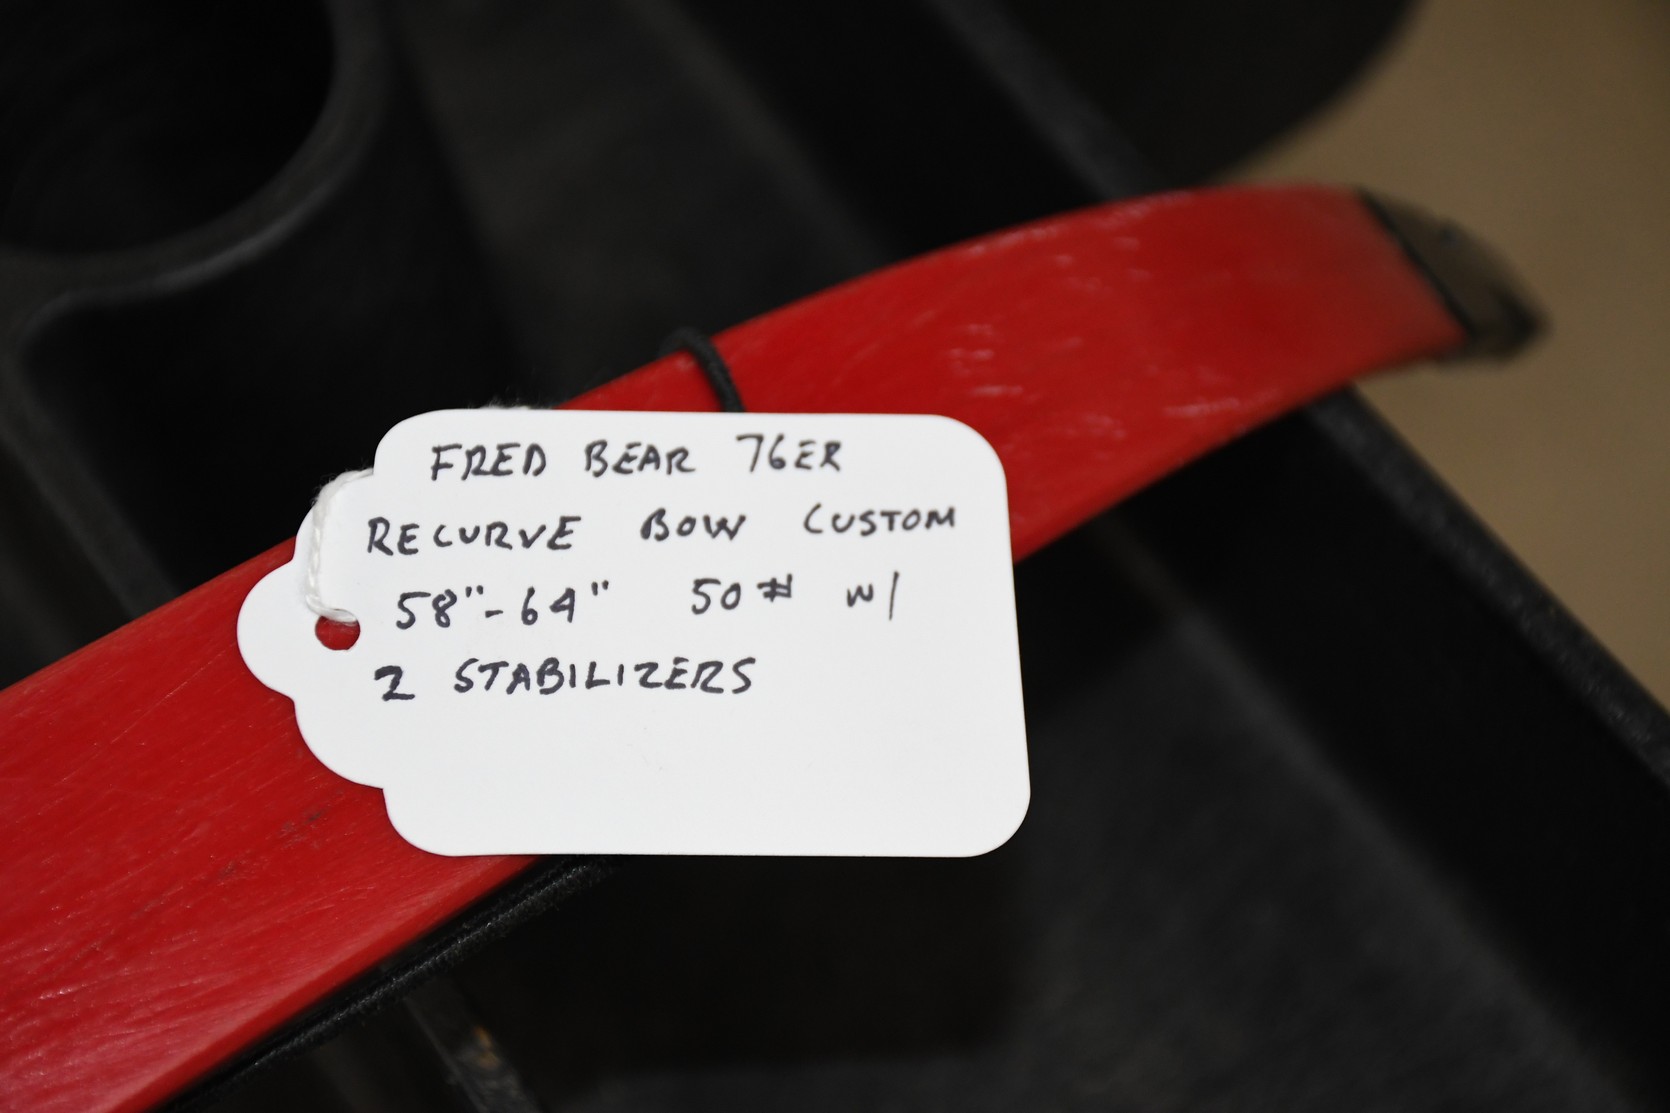 FRED BEAR 76ER
RECURVE BOW CUSTOM
58"-64" 50# w/
2 STABILIZERS